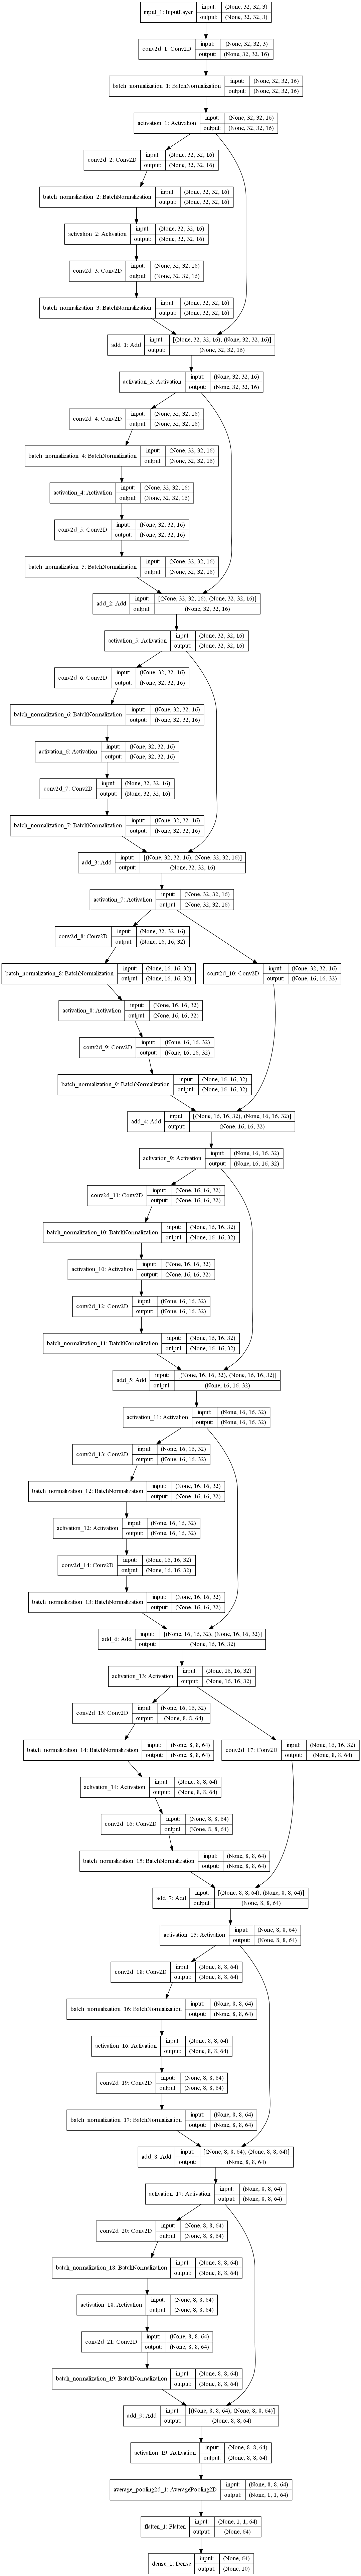 input_1: InputLayer input: (None, 32, 32, 3)
output: (None, 32, 32, 3)
conv2d_1: Conv2D input: (None, 32, 32, 3)
output: (None, 32, 32, 16)
batch_normalization_1: BatchNormalization input: (None, 32, 32, 16)
output: (None, 32, 32, 16)
activation_1: Activation input: (None, 32, 32, 16)
output: (None, 32, 32, 16)
conv2d_2: Conv2D input: (None, 32, 32, 16)
output: (None, 32, 32, 16)
batch_normalization_2: BatchNormalization input: (None, 32, 32, 16)
output: (None, 32, 32, 16)
activation_2: Activation input: (None, 32, 32, 16)
output: (None, 32, 32, 16)
conv2d_3: Conv2D input: (None, 32, 32, 16)
output: (None, 32, 32, 16)
batch_normalization_3: BatchNormalization input: (None, 32, 32, 16)
output: (None, 32, 32, 16)
add_1: Add input: [(None, 32, 32, 16), (None, 32, 32, 16)]
output: (None, 32, 32, 16)
activation_3: Activation input: (None, 32, 32, 16)
output: (None, 32, 32, 16)
conv2d_4: Conv2D input: (None, 32, 32, 16)
output: (None, 32, 32, 16)
batch_normalization_4: BatchNormalization input: (None, 32, 32, 16)
output: (None, 32, 32, 16)
activation_4: Activation input: (None, 32, 32, 16)
output: (None, 32, 32, 16)
conv2d_5: Conv2D input: (None, 32, 32, 16)
output: (None, 32, 32, 16)
batch_normalization_5: BatchNormalization input: (None, 32, 32, 16)
output: (None, 32, 32, 16)
add_2: Add input: [(None, 32, 32, 16), (None, 32, 32, 16)]
output: (None, 32, 32, 16)
activation_5: Activation input: (None, 32, 32, 16)
output: (None, 32, 32, 16)
conv2d_6: Conv2D input: (None, 32, 32, 16)
output: (None, 32, 32, 16)
batch_normalization_6: BatchNormalization input: (None, 32, 32, 16)
output: (None, 32, 32, 16)
activation_6: Activation input: (None, 32, 32, 16)
output: (None, 32, 32, 16)
conv2d_7: Conv2D input: (None, 32, 32, 16)
output: (None, 32, 32, 16)
batch_normalization_7: BatchNormalization input: (None, 32, 32, 16)
output: (None, 32, 32, 16)
add_3: Add input: [(None, 32, 32, 16), (None, 32, 32, 16)]
output: (None, 32, 32, 16)
activation_7: Activation input: (None, 32, 32, 16)
output: (None, 32, 32, 16)
conv2d_8: Conv2D input: (None, 32, 32, 16)
output: (None, 16, 16, 32)
batch_normalization_8: BatchNormalization input: (None, 16, 16, 32)
output: (None, 16, 16, 32)
conv2d_10: Conv2D input: (None, 32, 32, 16)
output: (None, 16, 16, 32)
activation_8: Activation input: (None, 16, 16, 32)
output: (None, 16, 16, 32)
conv2d_9: Conv2D input: (None, 16, 16, 32)
output: (None, 16, 16, 32)
batch_normalization_9: BatchNormalization input: (None, 16, 16, 32)
output: (None, 16, 16, 32)
add_4: Add input: [(None, 16, 16, 32), (None, 16, 16, 32)]
output: (None, 16, 16, 32)
activation_9: Activation input: (None, 16, 16, 32)
output: (None, 16, 16, 32)
conv2d_11: Conv2D input: (None, 16, 16, 32)
output: (None, 16, 16, 32)
batch_normalization_10: BatchNormalization input: (None, 16, 16, 32)
output: (None, 16, 16, 32)
activation_10: Activation input: (None, 16, 16, 32)
output: (None, 16, 16, 32)
conv2d_12: Conv2D input: (None, 16, 16, 32)
output: (None, 16, 16, 32)
batch_normalization_11: BatchNormalization input: (None, 16, 16, 32)
output: (None, 16, 16, 32)
add_5: Add input: [(None, 16, 16, 32), (None, 16, 16, 32)]
output: (None, 16, 16, 32)
activation_11: Activation input: (None, 16, 16, 32)
output: (None, 16, 16, 32)
conv2d_13: Conv2D input: (None, 16, 16, 32)
output: (None, 16, 16, 32)
batch_normalization_12: BatchNormalization input: (None, 16, 16, 32)
output: (None, 16, 16, 32)
activation_12: Activation input: (None, 16, 16, 32)
output: (None, 16, 16, 32)
conv2d_14: Conv2D input: (None, 16, 16, 32)
output: (None, 16, 16, 32)
batch_normalization_13: BatchNormalization input: (None, 16, 16, 32)
output: (None, 16, 16, 32)
add_6: Add input: [(None, 16, 16, 32), (None, 16, 16, 32)]
output: (None, 16, 16, 32)
activation_13: Activation input: (None, 16, 16, 32)
output: (None, 16, 16, 32)
conv2d_15: Conv2D input: (None, 16, 16, 32)
output: (None, 8, 8, 64)
batch_normalization_14: BatchNormalization input: (None, 8, 8, 64)
output: (None, 8, 8, 64)
conv2d_17: Conv2D input: (None, 16, 16, 32)
output: (None, 8, 8, 64)
activation_14: Activation input: (None, 8, 8, 64)
output: (None, 8, 8, 64)
conv2d_16: Conv2D input: (None, 8, 8, 64)
output: (None, 8, 8, 64)
batch_normalization_15: BatchNormalization input: (None, 8, 8, 64)
output: (None, 8, 8, 64)
add_7: Add input: [(None, 8, 8, 64), (None, 8, 8, 64)]
output: (None, 8, 8, 64)
activation_15: Activation input: (None, 8, 8, 64)
output: (None, 8, 8, 64)
conv2d_18: Conv2D input: (None, 8, 8, 64)
output: (None, 8, 8, 64)
batch_normalization_16: BatchNormalization input: (None, 8, 8, 64)
output: (None, 8, 8, 64)
activation_16: Activation input: (None, 8, 8, 64)
output: (None, 8, 8, 64)
conv2d_19: Conv2D input: (None, 8, 8, 64)
output: (None, 8, 8, 64)
batch_normalization_17: BatchNormalization input: (None, 8, 8, 64)
output: (None, 8, 8, 64)
add_8: Add input: [(None, 8, 8, 64), (None, 8, 8, 64)]
output: (None, 8, 8, 64)
activation_17: Activation input: (None, 8, 8, 64)
output: (None, 8, 8, 64)
conv2d_20: Conv2D input: (None, 8, 8, 64)
output: (None, 8, 8, 64)
batch_normalization_18: BatchNormalization input: (None, 8, 8, 64)
output: (None, 8, 8, 64)
activation_18: Activation input: (None, 8, 8, 64)
output: (None, 8, 8, 64)
conv2d_21: Conv2D input: (None, 8, 8, 64)
output: (None, 8, 8, 64)
batch_normalization_19: BatchNormalization input: (None, 8, 8, 64)
output: (None, 8, 8, 64)
add_9: Add input: [(None, 8, 8, 64), (None, 8, 8, 64)]
output: (None, 8, 8, 64)
activation_19: Activation input: (None, 8, 8, 64)
output: (None, 8, 8, 64)
average_pooling2d_1: AveragePooling2D input: (None, 8, 8, 64)
output: (None, 1, 1, 64)
flatten_1: Flatten input: (None, 1, 1, 64)
output: (None, 64)
dense_1: Dense input: (None, 64)
output: (None, 10)